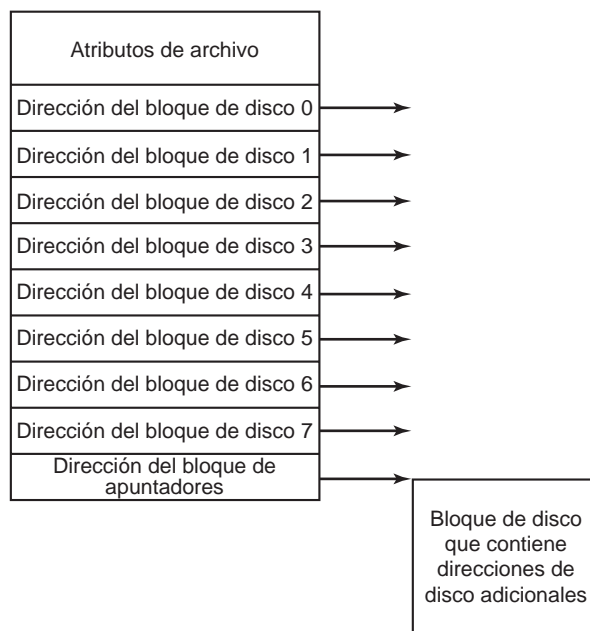 Atributos de archivo
Dirección del bloque de disco 0
Dirección del bloque de disco 1
Dirección del bloque de disco 2
Dirección del bloque de disco 3
Dirección del bloque de disco 4
Dirección del bloque de disco 5
Dirección del bloque de disco 6
Dirección del bloque de disco 7
Dirección del bloque de
apuntadores
Bloque de disco
que contiene
direcciones de
disco adicionales